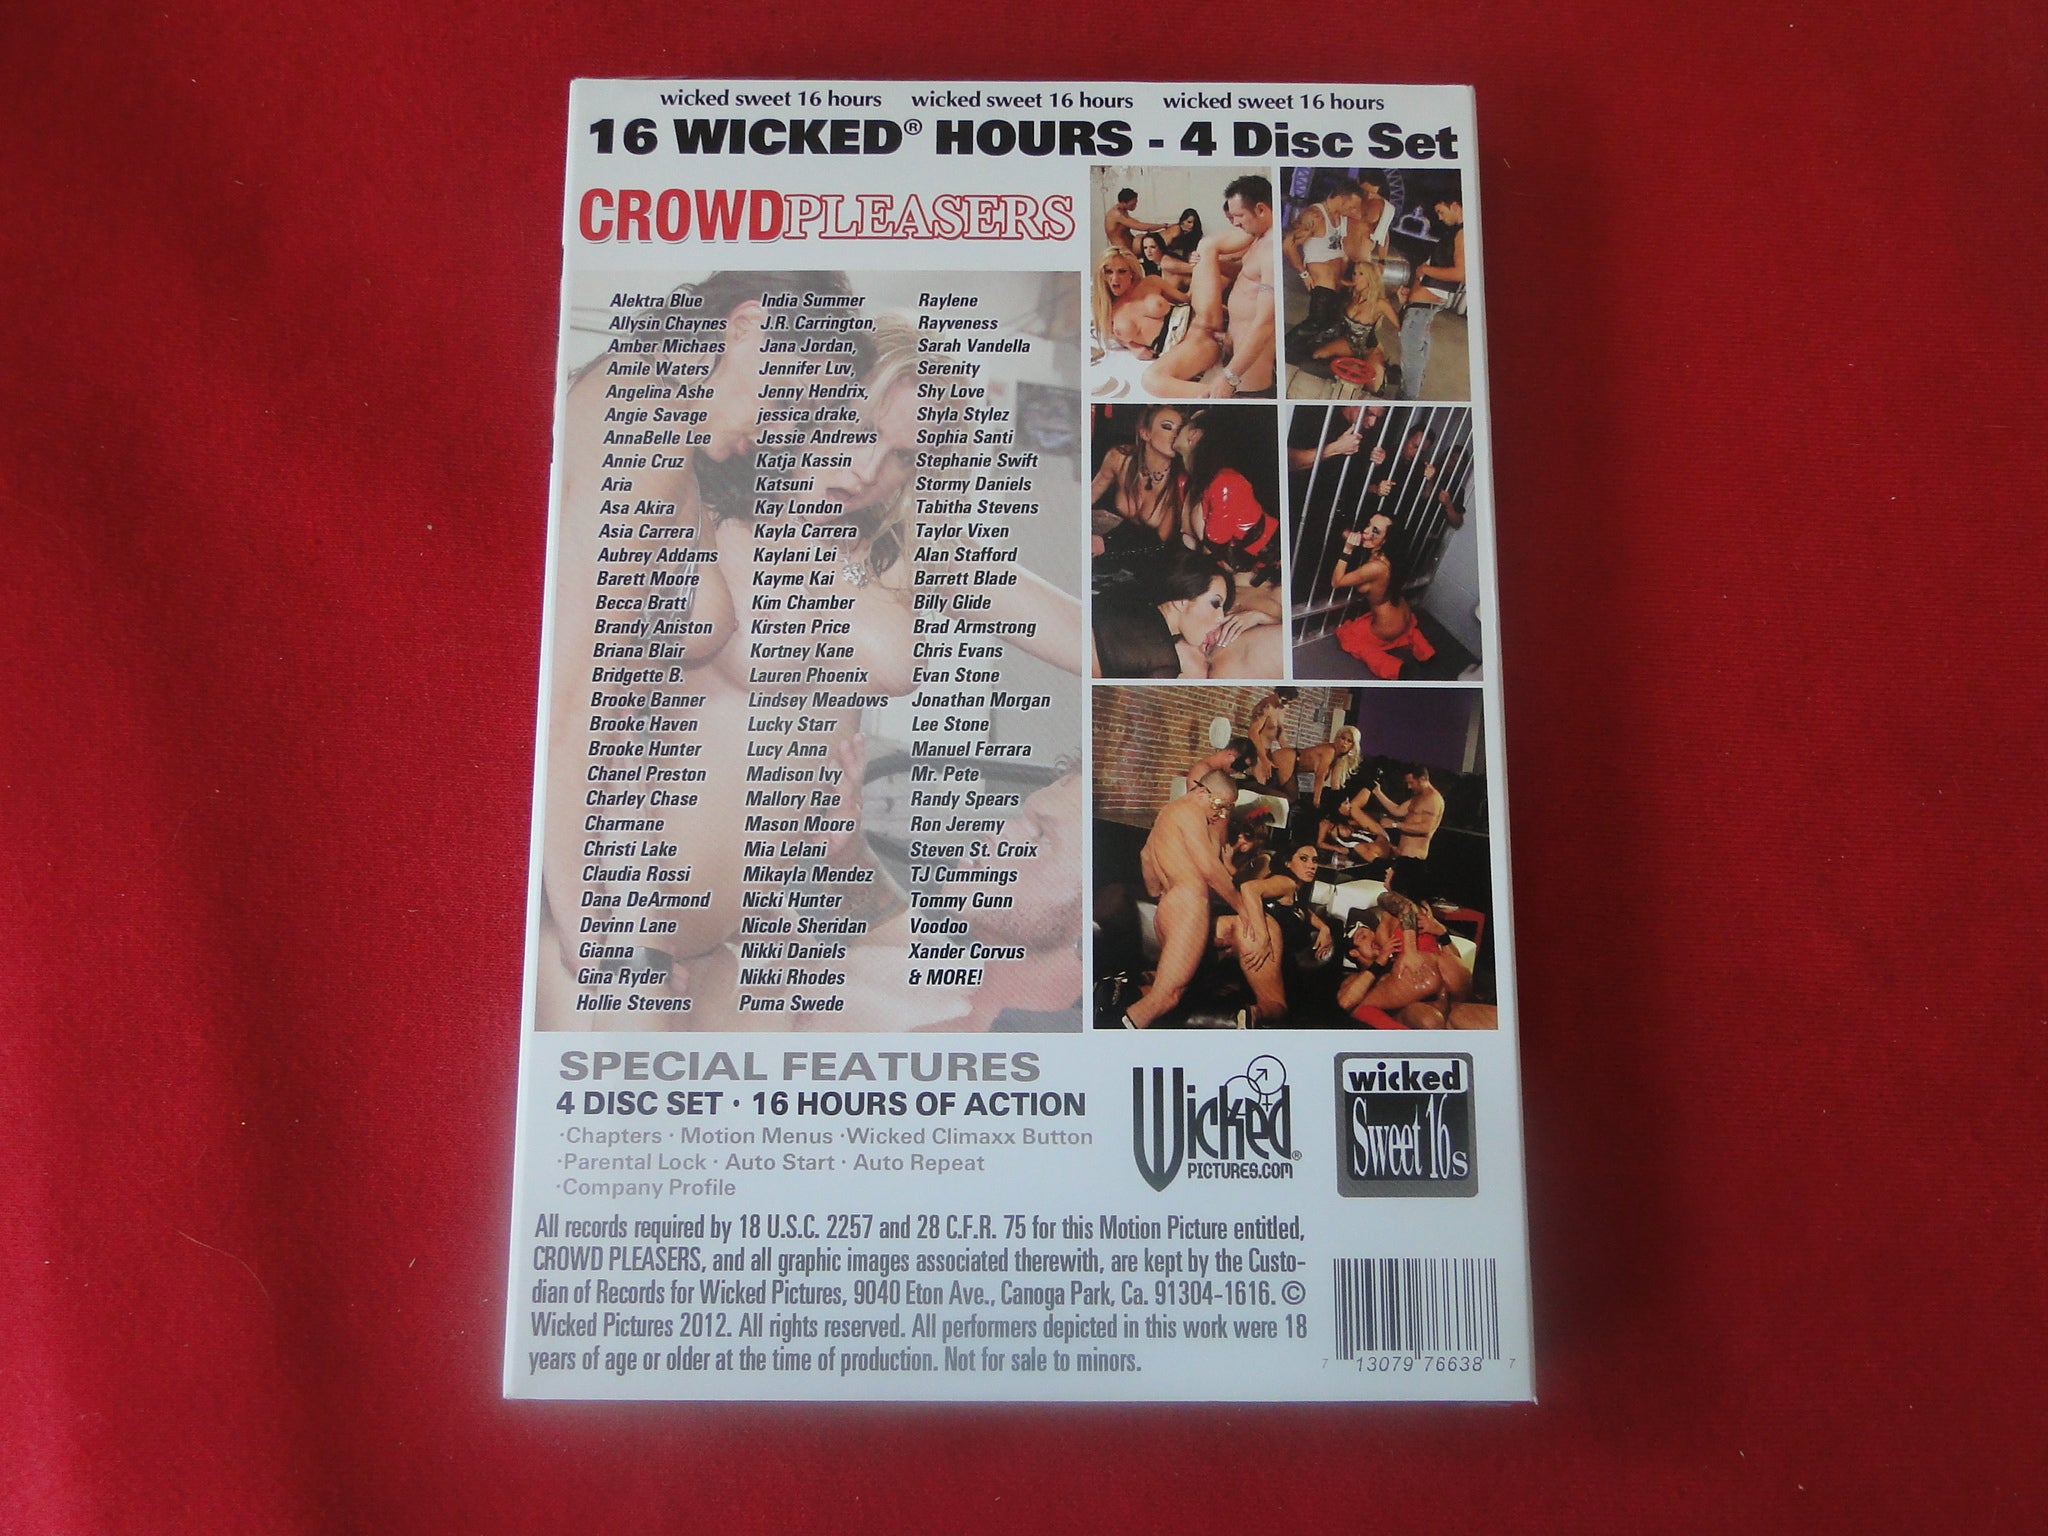 wicked sweet 16 hours wicked sweet 16 hours wicked sweet 16 hours
16 WICKED® HOURS - 4 Disc Set
CROWDPLEASERS
Alektra Blue
Allysin Chaynes
Amber Michaes
Amile Waters
Angelina Ashe
Angie Savage
AnnaBelle Lee
Annie Cruz
Aria
Asa Akira
Asia Carrera
Aubrey Addams
Barett Moore
Becca Bratt
Brandy Aniston
Briana Blair
Bridgette B.
Brooke Banner
Brooke Haven
Brooke Hunter
Chanel Preston
Charley Chase
Charmane
Christi Lake
Claudia Rossi
Dana DeArmond
Devinn Lane
Gianna
Gina Ryder
Hollie Stevens
India Summer
J.R. Carrington,
Jana Jordan,
Jennifer Luv,
Jenny Hendrix,
jessica drake,
Jessie Andrews
Katja Kassin
Katsuni
Kay London
Kayla Carrera
Kaylani Lei
Kayme Kai
Kim Chamber
Kirsten Price
Kortney Kane
Lauren Phoenix
Lindsey Meadows
Lucky Starr
Lucy Anna
Madison Ivy
Mallory Rae
Mason Moore
Mia Lelani
Mikayla Mendez
Nicki Hunter
Nicole Sheridan
Nikki Daniels
Nikki Rhodes
Puma Swede
Raylene
Rayveness
Sarah Vandella
Serenity
Shy Love
Shyla Stylez
Sophia Santi
Stephanie Swift
Stormy Daniels
Tabitha Stevens
Taylor Vixen
Alan Stafford
Barrett Blade
Billy Glide
Brad Armstrong
Chris Evans
Evan Stone
Jonathan Morgan
Lee Stone
Manuel Ferrara
Mr. Pete
Randy Spears
Ron Jeremy
Steven St. Croix
TJ Cummings
Tommy Gunn
Voodoo
Xander Corvus
& MORE!
SPECIAL FEATURES
4 DISC SET · 16 HOURS OF ACTION
·Chapters · Motion Menus ·Wicked Climaxx Button
·Parental Lock · Auto Start · Auto Repeat
·Company Profile
Wicked®
PICTURES.COM
wicked
Sweet 16s
All records required by 18 U.S.C. 2257 and 28 C.F.R. 75 for this Motion Picture entitled,
CROWD PLEASERS, and all graphic images associated therewith, are kept by the Custo-
dian of Records for Wicked Pictures, 9040 Eton Ave., Canoga Park, Ca. 91304-1616. ©
Wicked Pictures 2012. All rights reserved. All performers depicted in this work were 18
years of age or older at the time of production. Not for sale to minors.
7 13079 76638 7